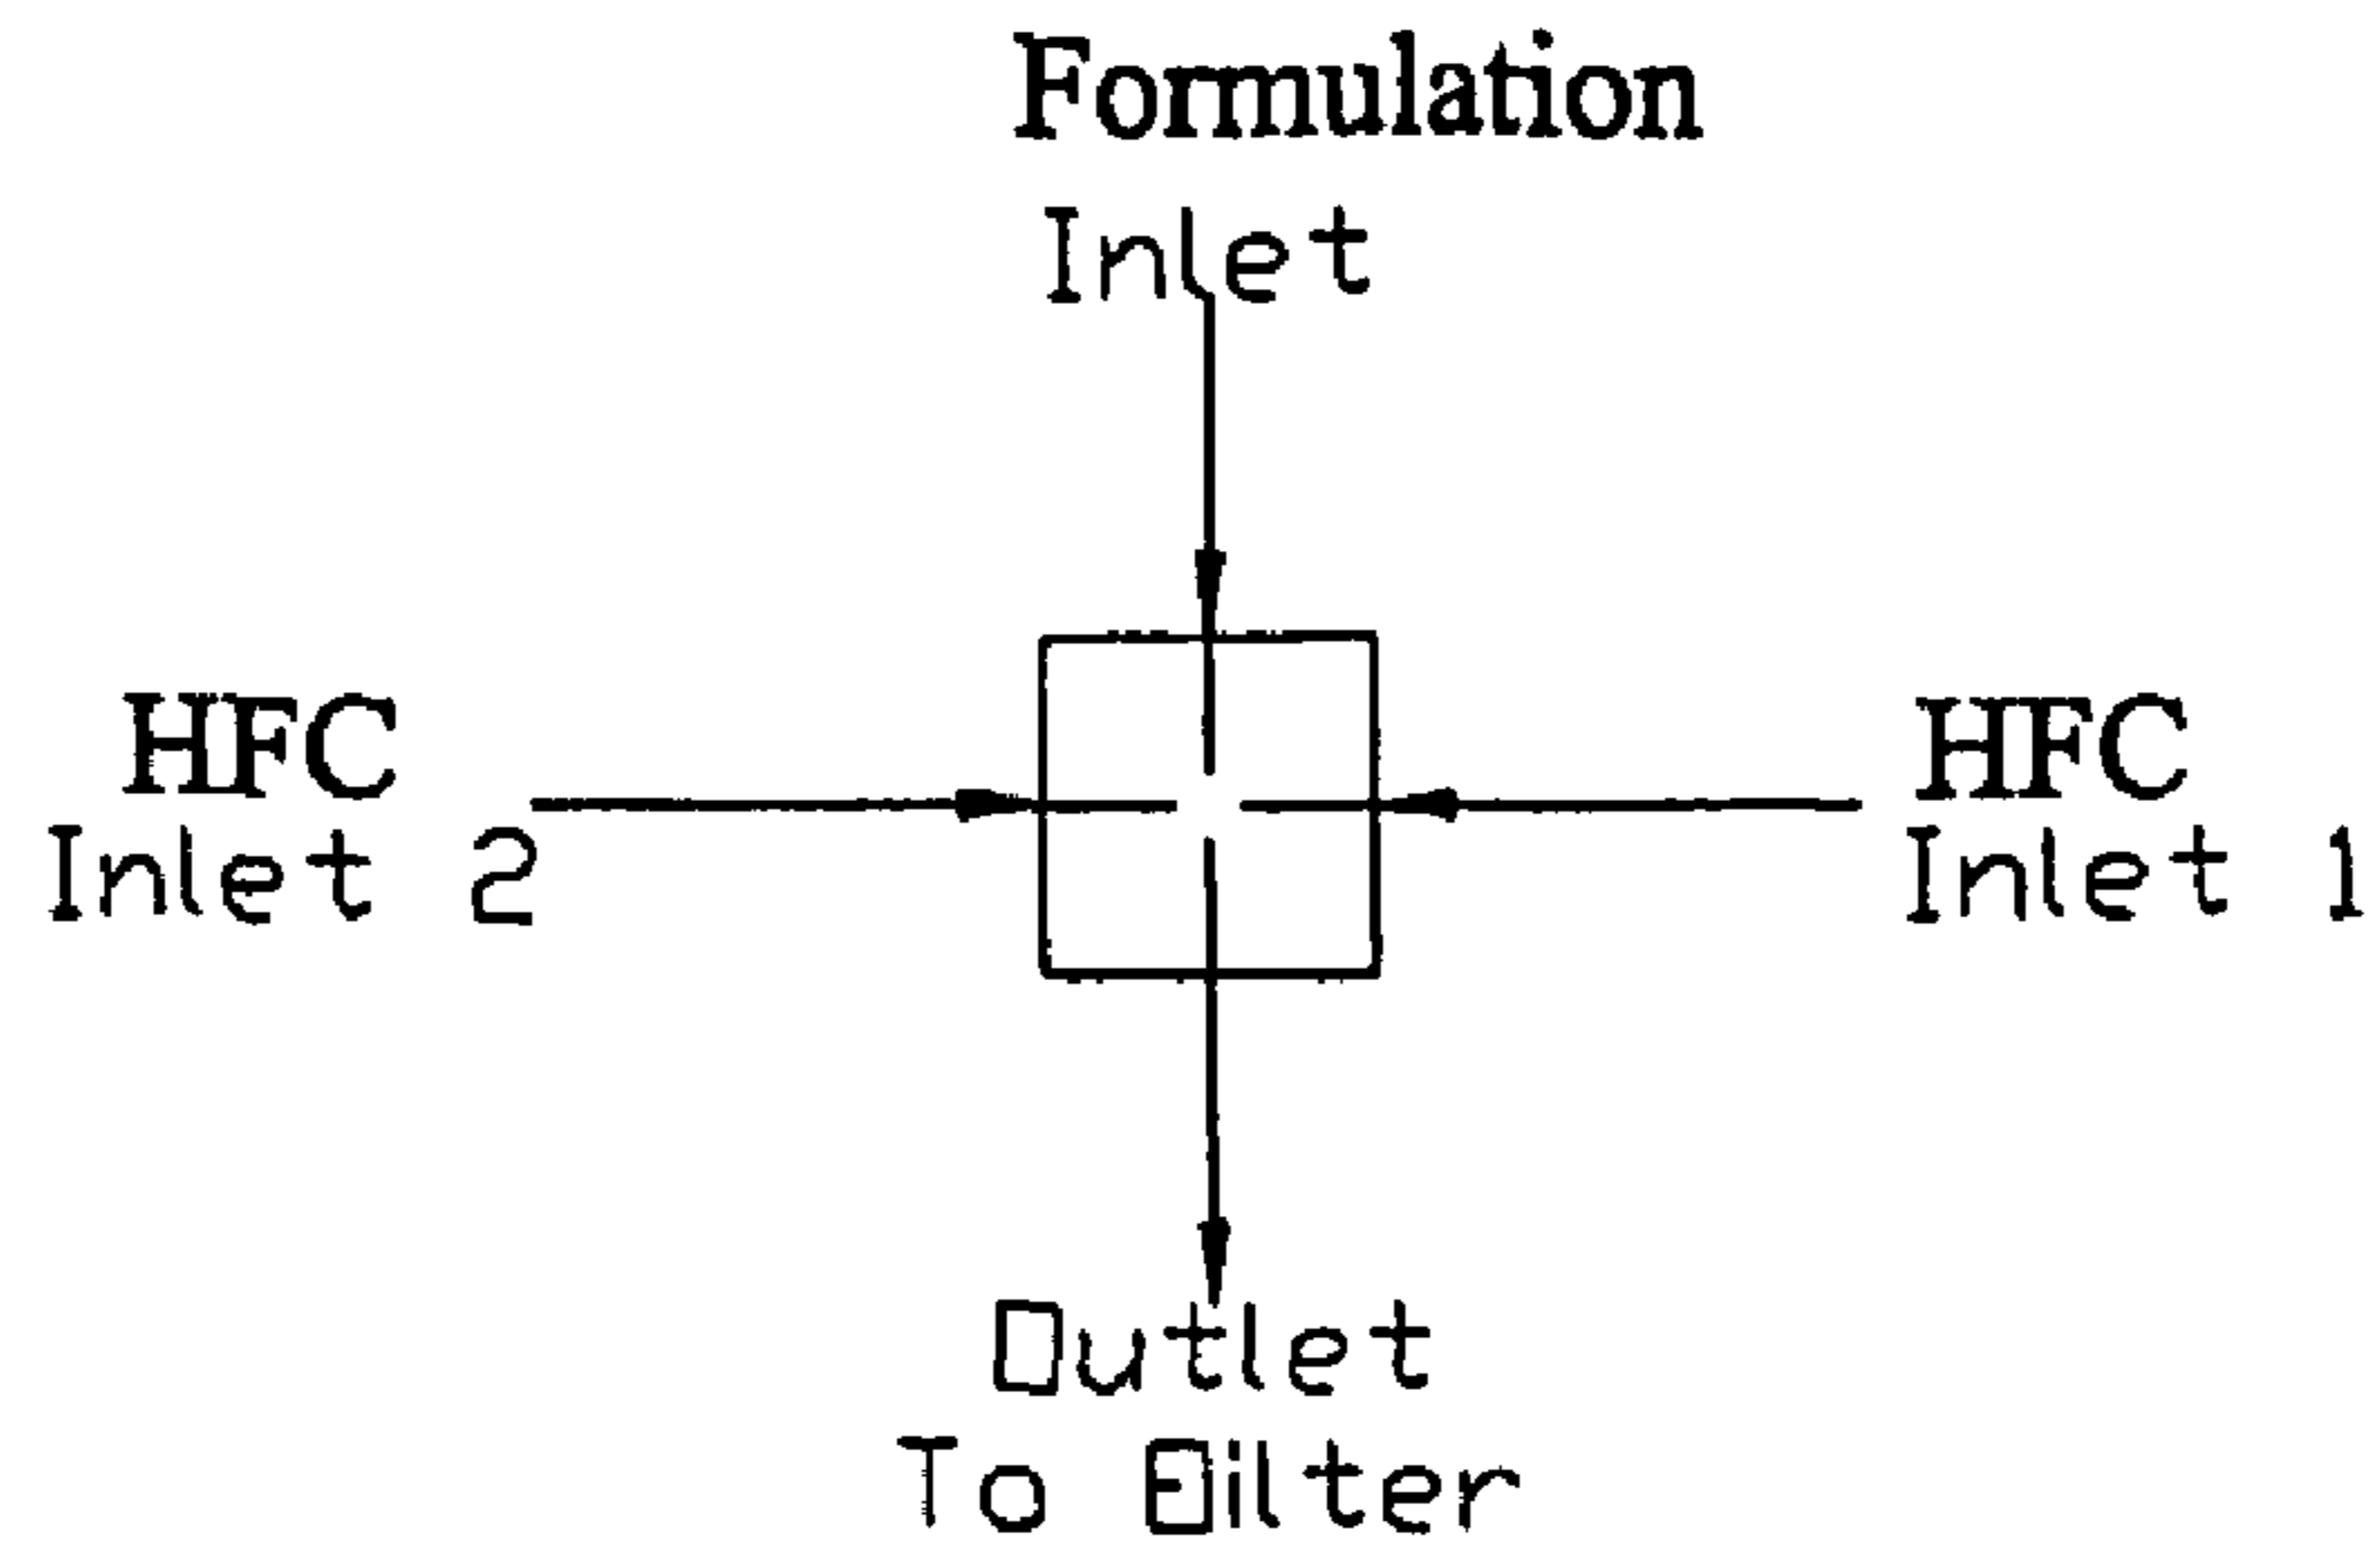 Formulation
Inlet
HFC
Inlet 2
HFC
Inlet 1
Outlet
To Filter